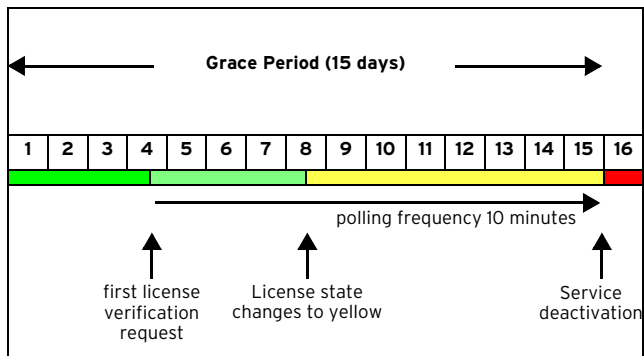 Grace Period (15 days)
1 2 3 4 5 6 7 8 9 10 11 12 13 14 15 16
polling frequency 10 minutes
first license
verification
request
License state
changes to yellow
Service
deactivation